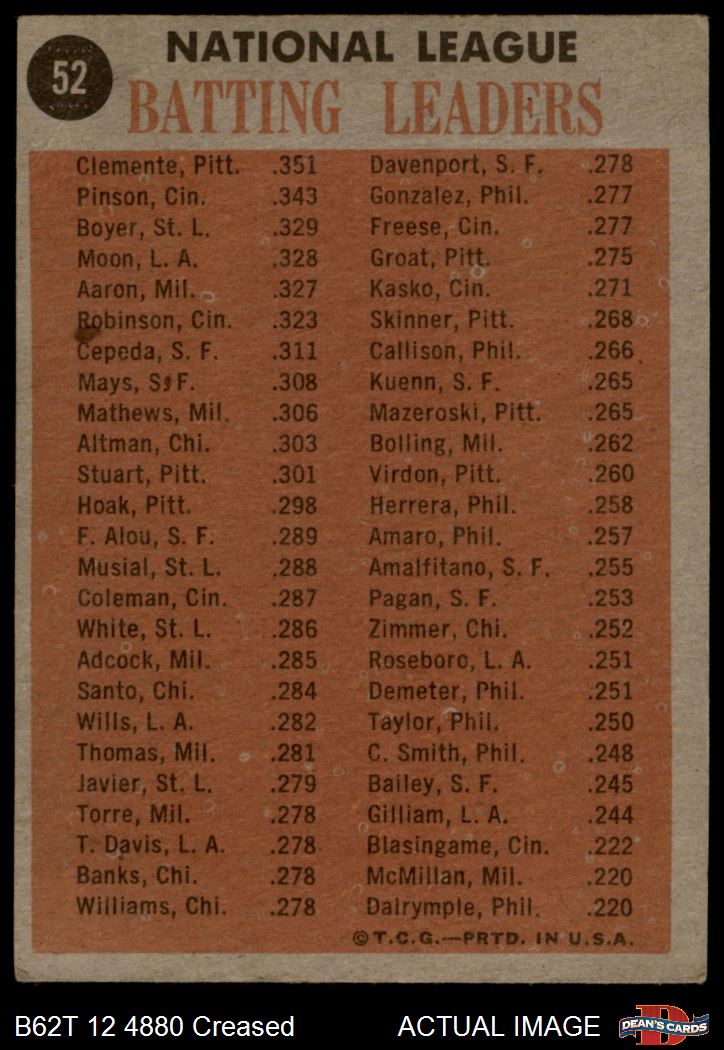 52
NATIONAL LEAGUE
BATTING LEADERS
Clemente, Pitt. .351
Pinson, Cin. .343
Boyer, St. L. .329
Moon, L. A. .328
Aaron, Mil. .327
Robinson, Cin. .323
Cepeda, S. F. .311
Mays, S. F. .308
Mathews, Mil. .306
Altman, Chi. .303
Stuart, Pitt. .301
Hoak, Pitt. .298
F. Alou, S. F. .289
Musial, St. L. .288
Coleman, Cin. .287
White, St. L. .286
Adcock, Mil. .285
Santo, Chi. .284
Wills, L. A. .282
Thomas, Mil. .281
Javier, St. L. .279
Torre, Mil. .278
T. Davis, L. A. .278
Banks, Chi. .278
Williams, Chi. .278
Davenport, S. F. .278
Gonzalez, Phil. .277
Freese, Cin. .277
Groat, Pitt. .275
Kasko, Cin. .271
Skinner, Pitt. .268
Callison, Phil. .266
Kuenn, S. F. .265
Mazeroski, Pitt. .265
Bolling, Mil. .262
Virdon, Pitt. .260
Herrera, Phil. .258
Amaro, Phil. .257
Amalfitano, S. F. .255
Pagan, S. F. .253
Zimmer, Chi. .252
Roseboro, L. A. .251
Demeter, Phil. .251
Taylor, Phil. .250
C. Smith, Phil. .248
Bailey, S. F. .245
Gilliam, L. A. .244
Blasingame, Cin. .222
McMillan, Mil. .220
Dalrymple, Phil. .220
©T.C.G.—PRTD. IN U.S.A.
B62T 12 4880 Creased
ACTUAL IMAGE
D
DEAN'S CARDS